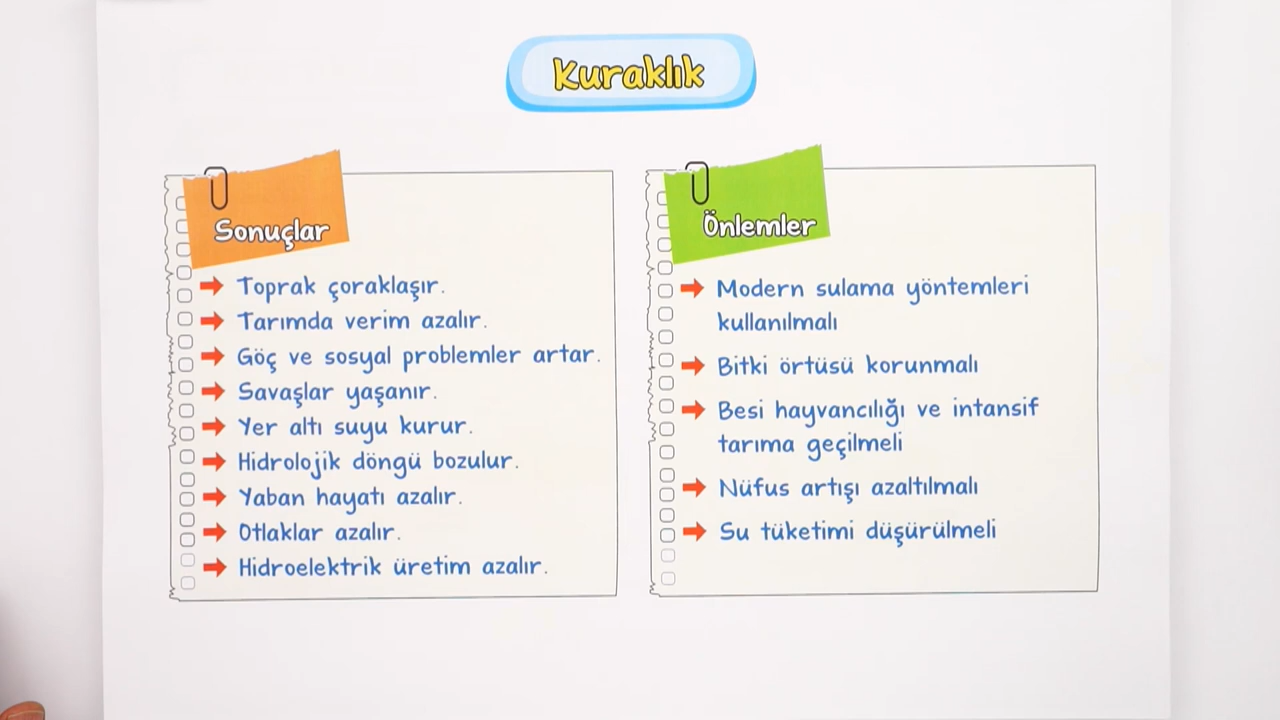 Kuraklık
Sonuçlar
Toprak çoraklaşır.
Tarımda verim azalır.
Göç ve sosyal problemler artar.
Savaşlar yaşanır.
Yer altı suyu kurur.
Hidrolojik döngü bozulur.
Yaban hayatı azalır.
Otlaklar azalır.
Hidroelektrik üretim azalır.
Önlemler
Modern sulama yöntemleri
kullanılmalı
Bitki örtüsü korunmalı
Besi hayvancılığı ve intansif
tarıma geçilmeli
Nüfus artışı azaltılmalı
Su tüketimi düşürülmeli